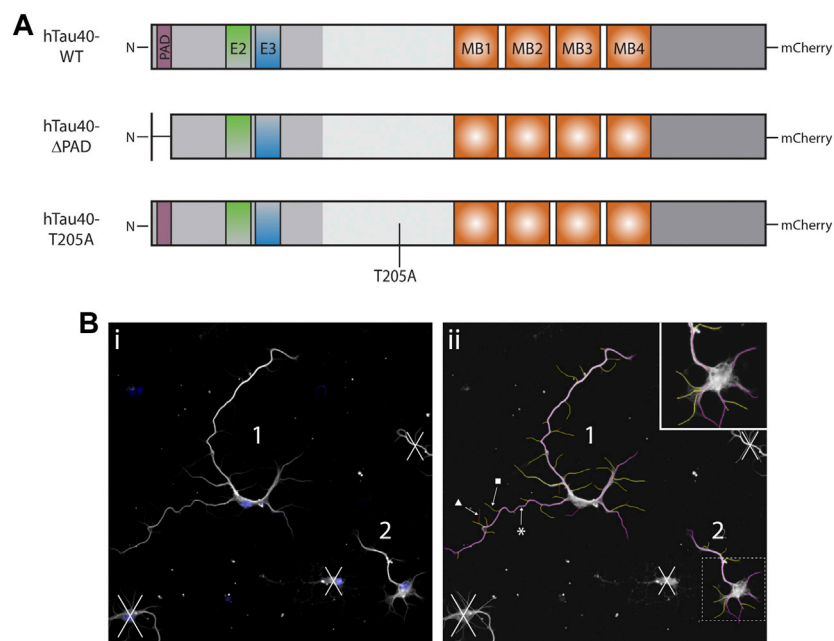 A
hTau40-
WT
N
PAD
E2
E3
MB1
MB2
MB3
MB4
mCherry
hTau40-
ΔPAD
N
mCherry
hTau40-
T205A
N
mCherry
T205A
B
i
1
2
ii
1
2
*